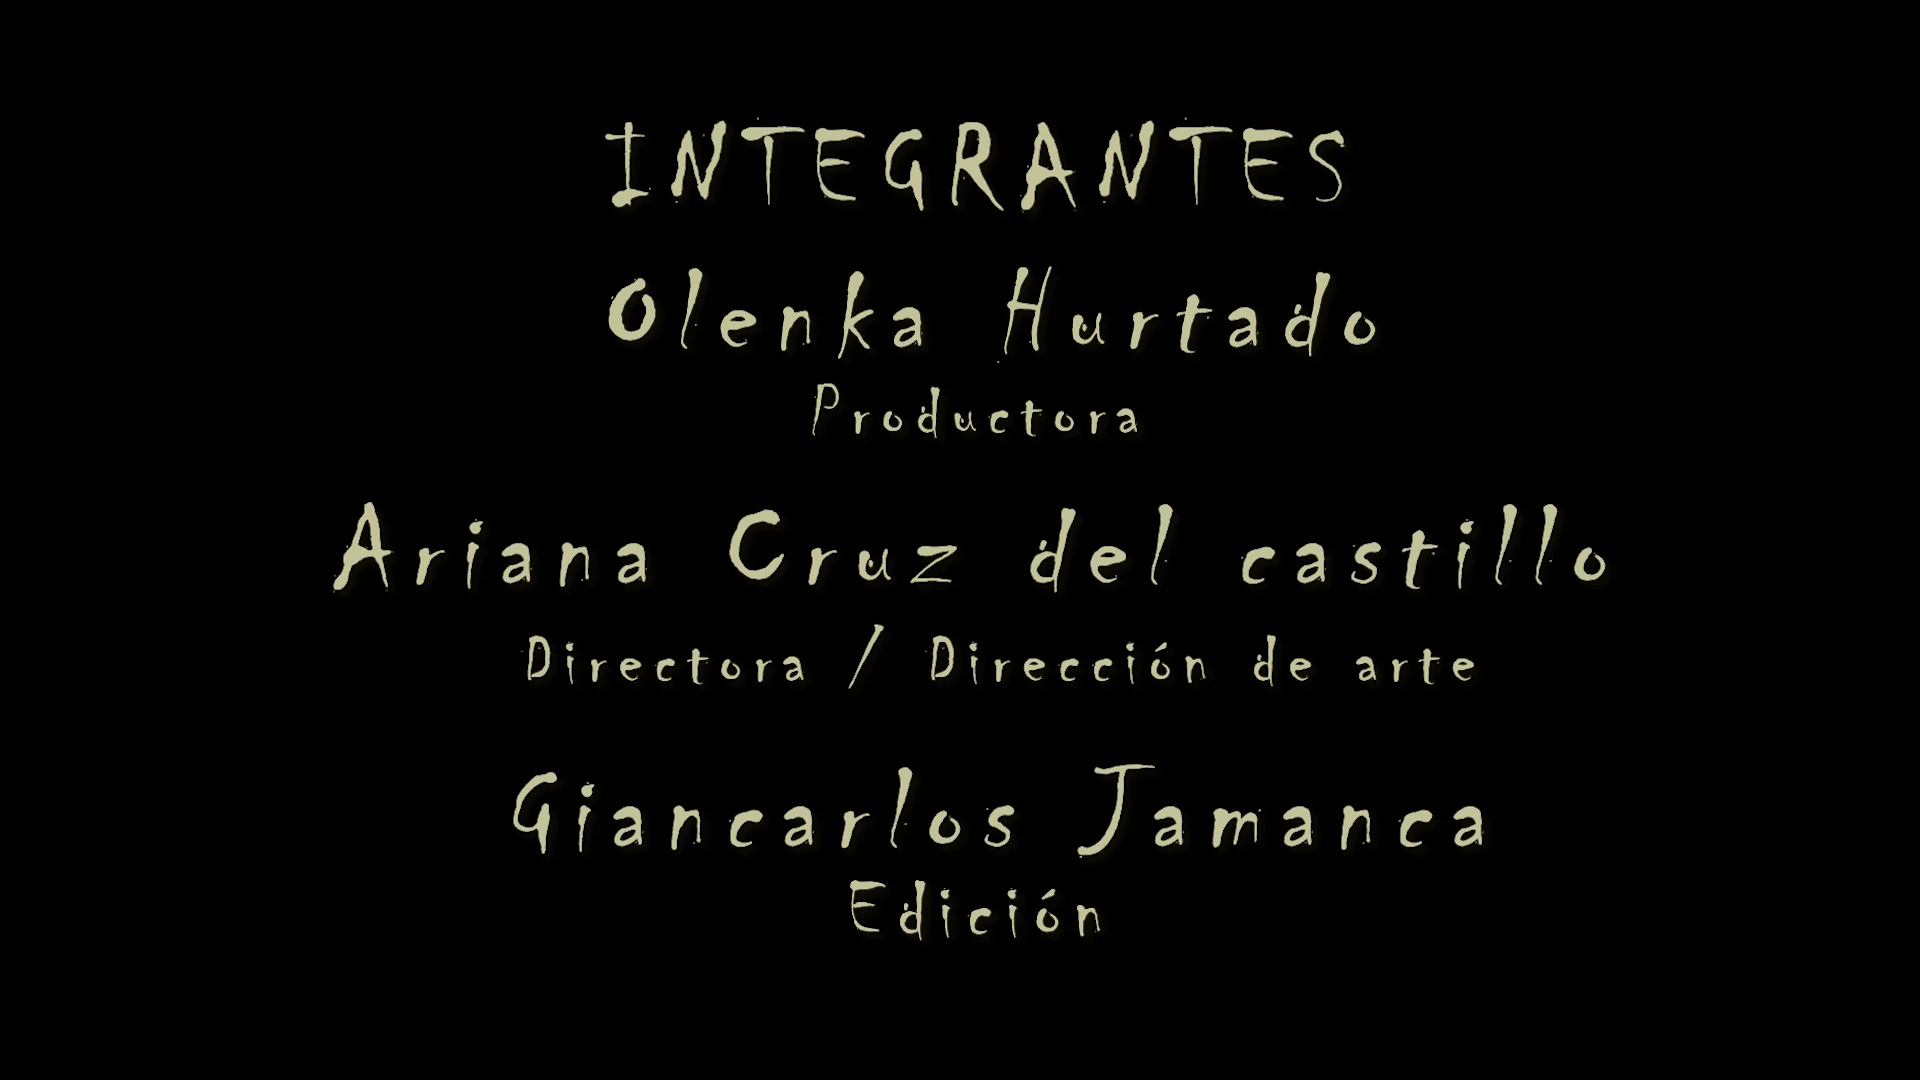 INTEGRANTES
Olenka Hurtado
Productora
Ariana Cruz del castillo
Directora / Dirección de arte
Giancarlos Jamanca
Edición